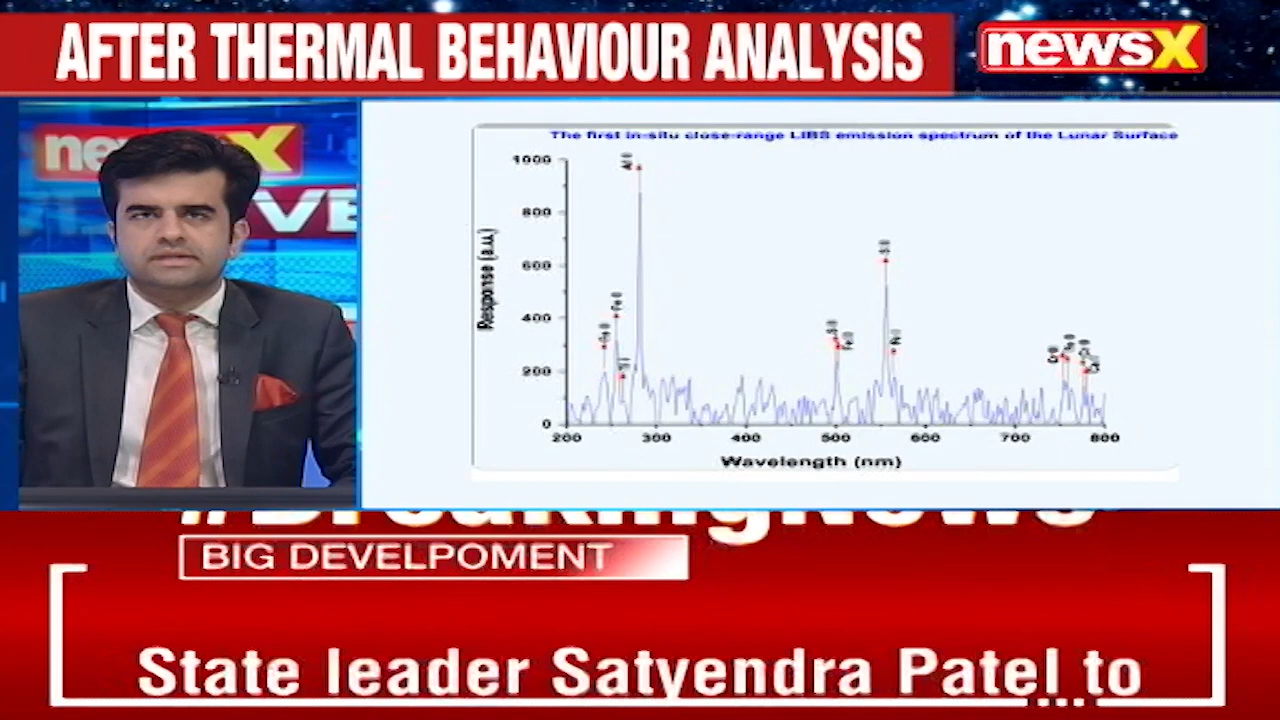 AFTER THERMAL BEHAVIOUR ANALYSIS
newsX
The first in-situ close-range LIBS emission spectrum of the Lunar Surface
1000
800
600
400
200
0
Response (a.u.)
200 300 400 500 600 700 800
Wavelength (nm)
#BreakingNews
BIG DEVELPOMENT
State leader Satyendra Patel to